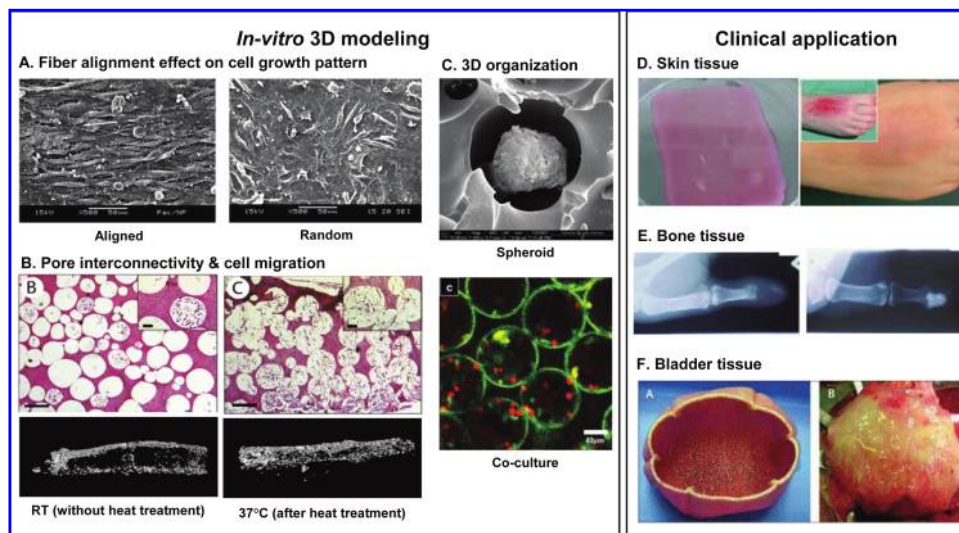 In-vitro 3D modeling
A. Fiber alignment effect on cell growth pattern
Aligned
Random
B. Pore interconnectivity & cell migration
B
C
RT (without heat treatment)
37°C (after heat treatment)
C. 3D organization
Spheroid
c
Co-culture
Clinical application
D. Skin tissue
E. Bone tissue
F. Bladder tissue
A
B